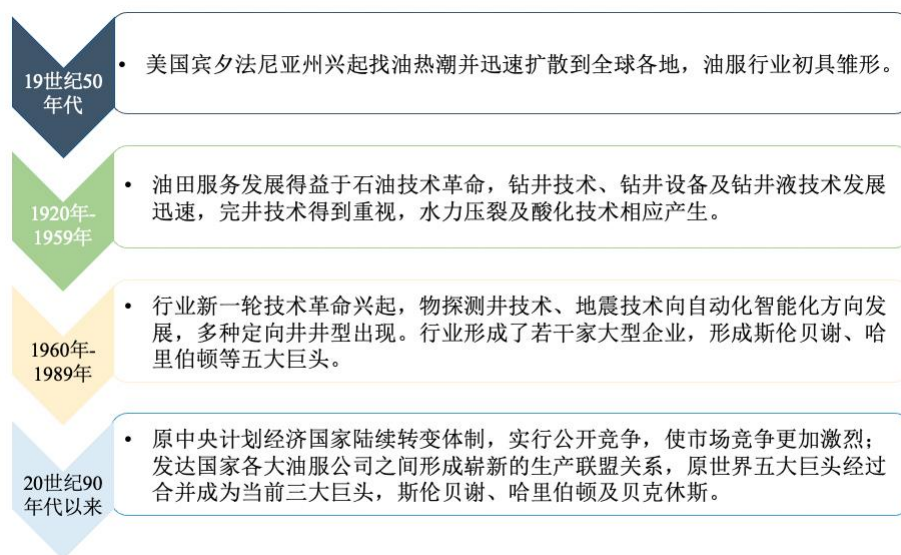 19世纪50
年代
• 美国宾夕法尼亚州兴起找油热潮并迅速扩散到全球各地，油服行业初具雏形。
1920年-
1959年
• 油田服务发展得益于石油技术革命，钻井技术、钻井设备及钻井液技术发展
迅速，完井技术得到重视，水力压裂及酸化技术相应产生。
1960年-
1989年
• 行业新一轮技术革命兴起，物探测井技术、地震技术向自动化智能化方向发
展，多种定向井井型出现。行业形成了若干家大型企业，形成斯伦贝谢、哈
里伯顿等五大巨头。
20世纪90
年代以来
• 原中央计划经济国家陆续转变体制，实行公开竞争，使市场竞争更加激烈；
发达国家各大油服公司之间形成崭新的生产联盟关系，原世界五大巨头经过
合并成为当前三大巨头，斯伦贝谢、哈里伯顿及贝克休斯。